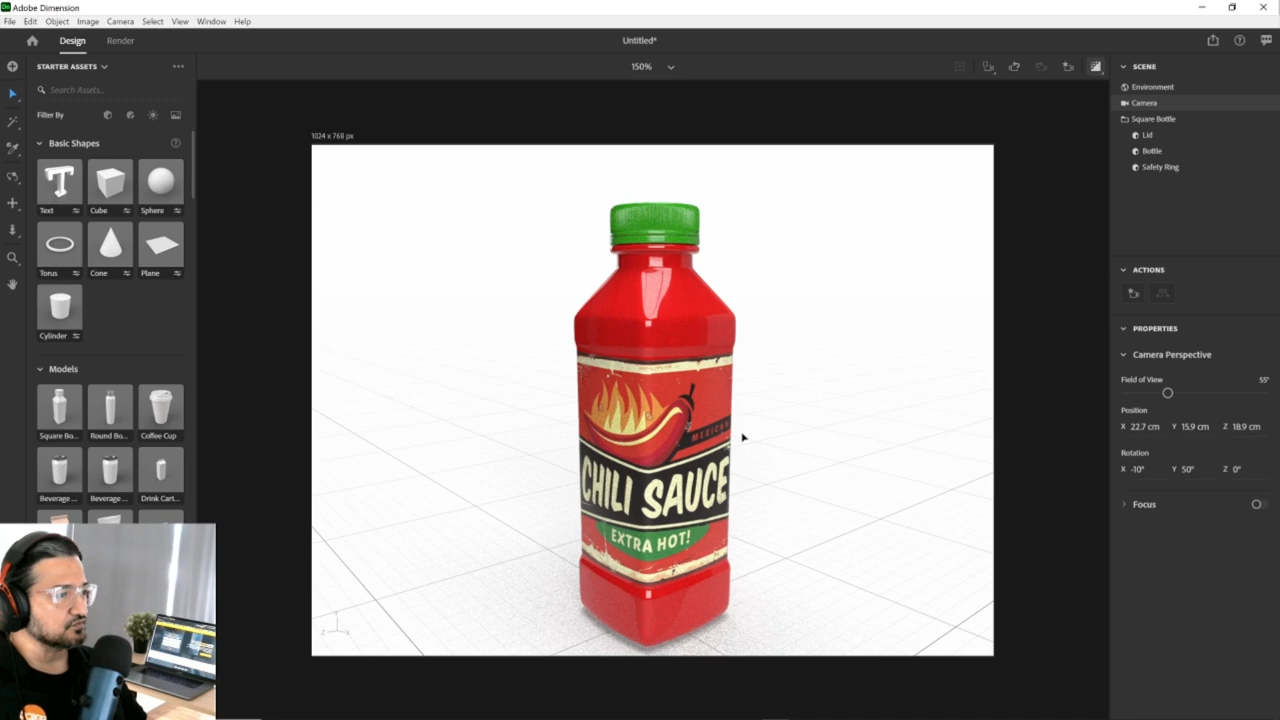 Dn Adobe Dimension
File Edit Object Image Camera Select View Window Help
Design Render Untitled*
STARTER ASSETS
150%
SCENE
Search Assets...
Environment
Camera
Filter By
Square Bottle
1024 x 768 px
Lid
Basic Shapes
Bottle
Safety Ring
Text Cube Sphere
Torus Cone Plane
ACTIONS
Cylinder
PROPERTIES
Camera Perspective
Models
Field of View 55°
Position
X 22.7 cm Y 15.9 cm Z 18.9 cm
Square Bo... Round Bo... Coffee Cup
Rotation
X -10° Y 50° Z 0°
Beverage ... Beverage ... Drink Cart...
Focus
MEXICAN
CHILI SAUCE
EXTRA HOT!